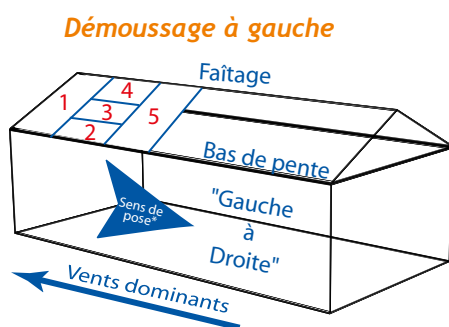 Démoussage à gauche
Faîtage
1
4
3
2
5
Bas de pente
Sens de
pose*
"Gauche
à
Droite"
Vents dominants